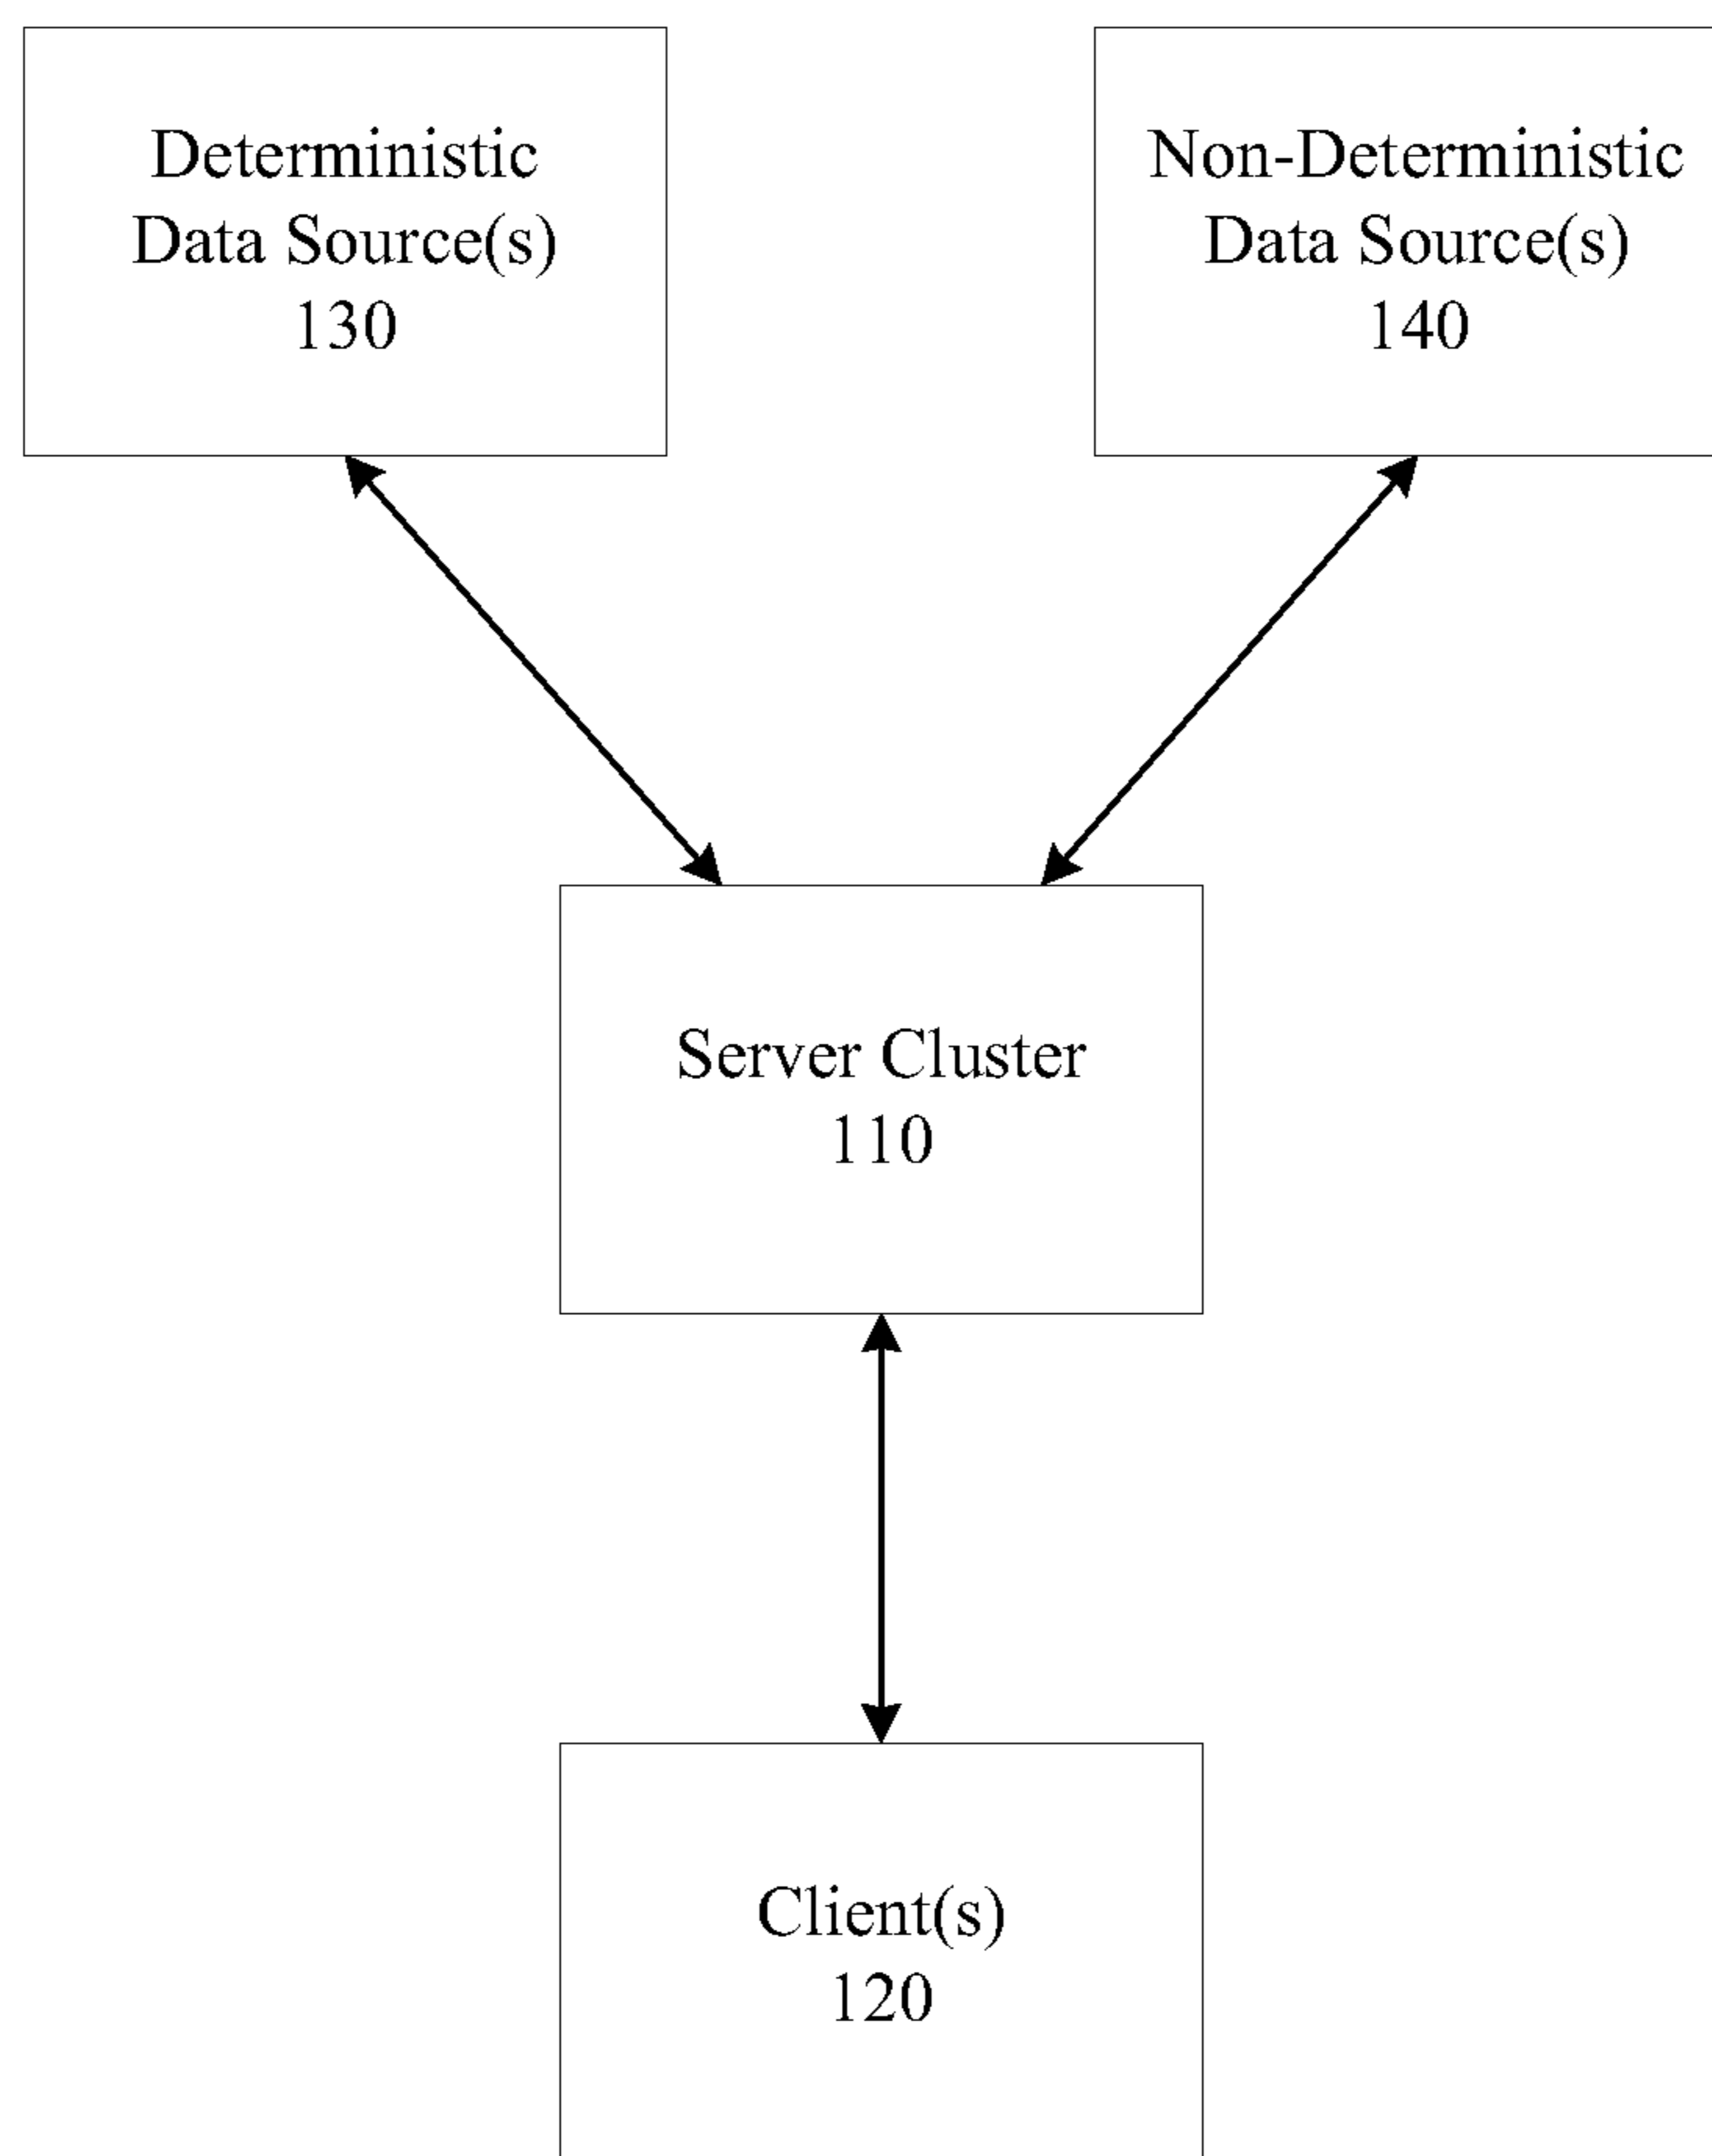 Deterministic
Data Source(s)
130
Non-Deterministic
Data Source(s)
140
Server Cluster
110
Client(s)
120